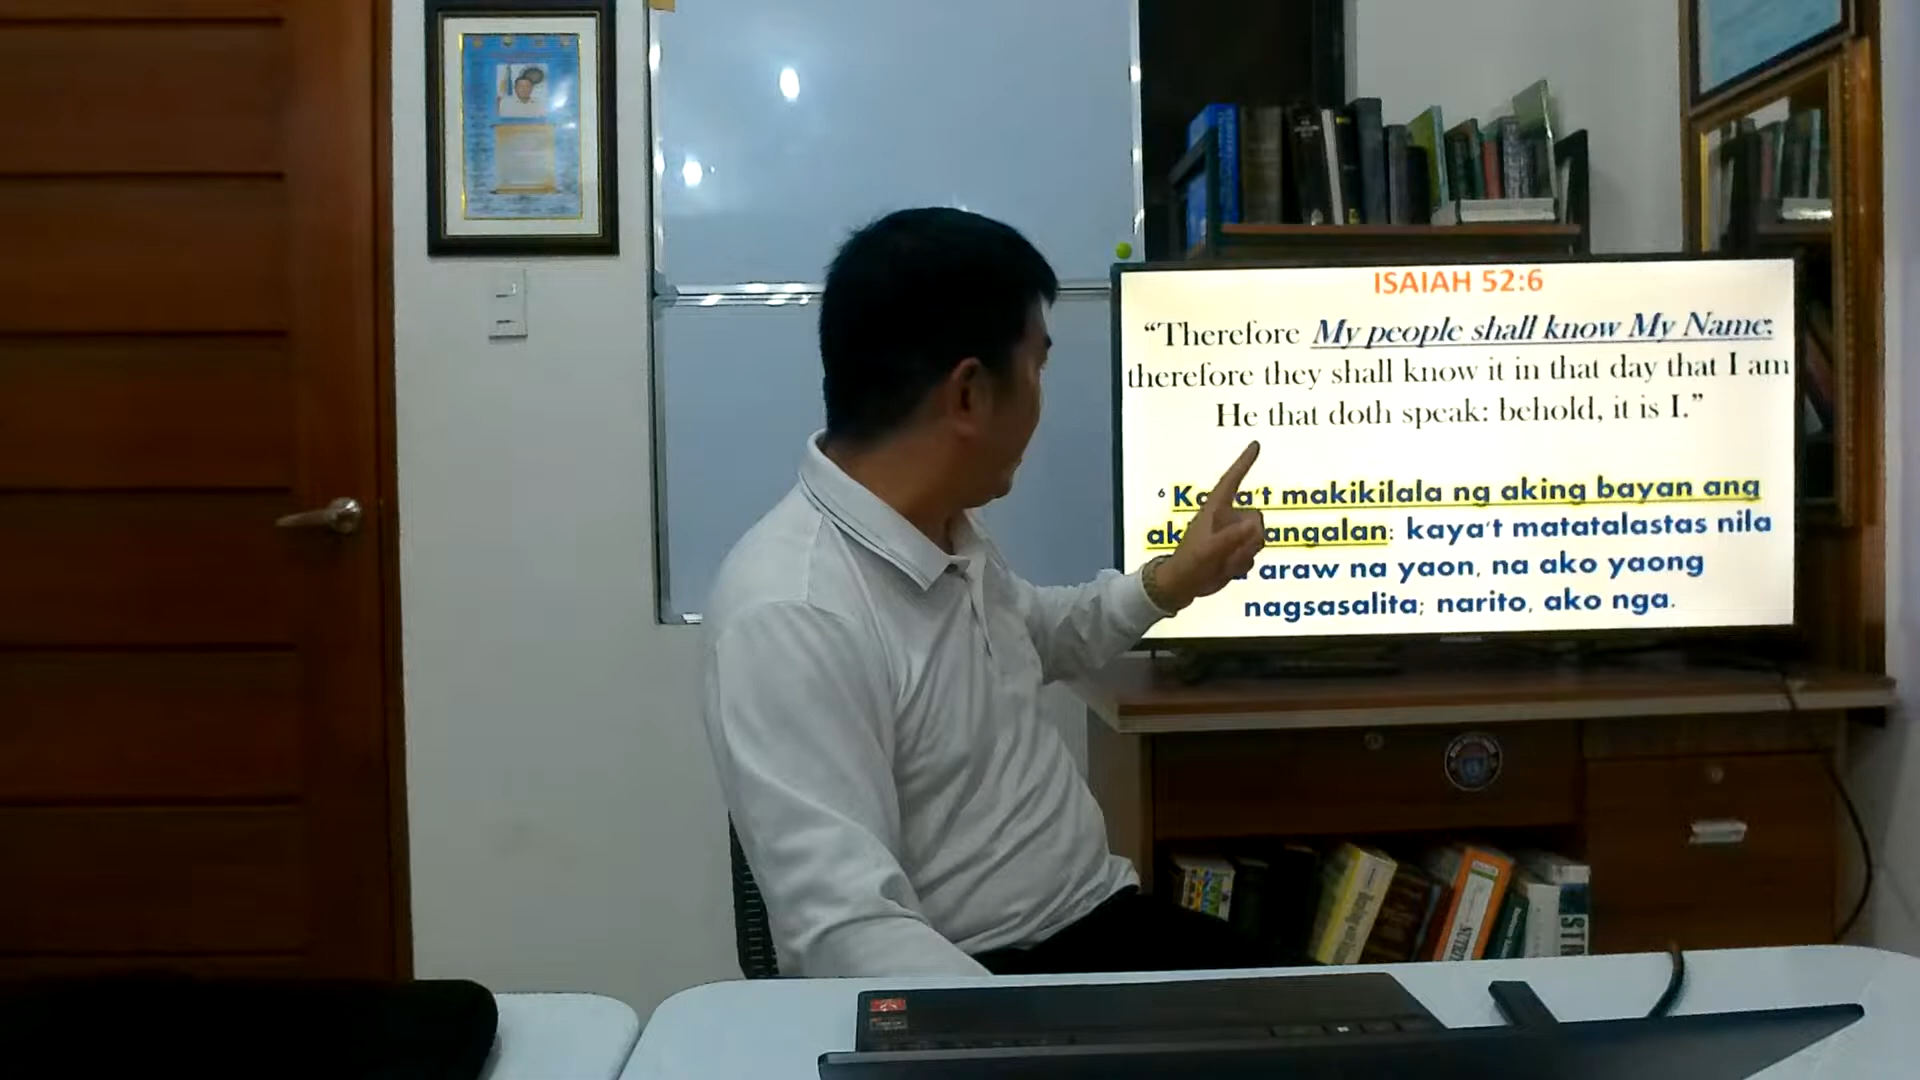 ISAIAH 52:6
“Therefore My people shall know My Name:
therefore they shall know it in that day that I am
He that doth speak: behold, it is I.”
6 Kaya't makikilala ng aking bayan ang
angalan: kaya't matatalastas nila
araw na yaon, na ako yaong
nagsasalita; narito, ako nga.